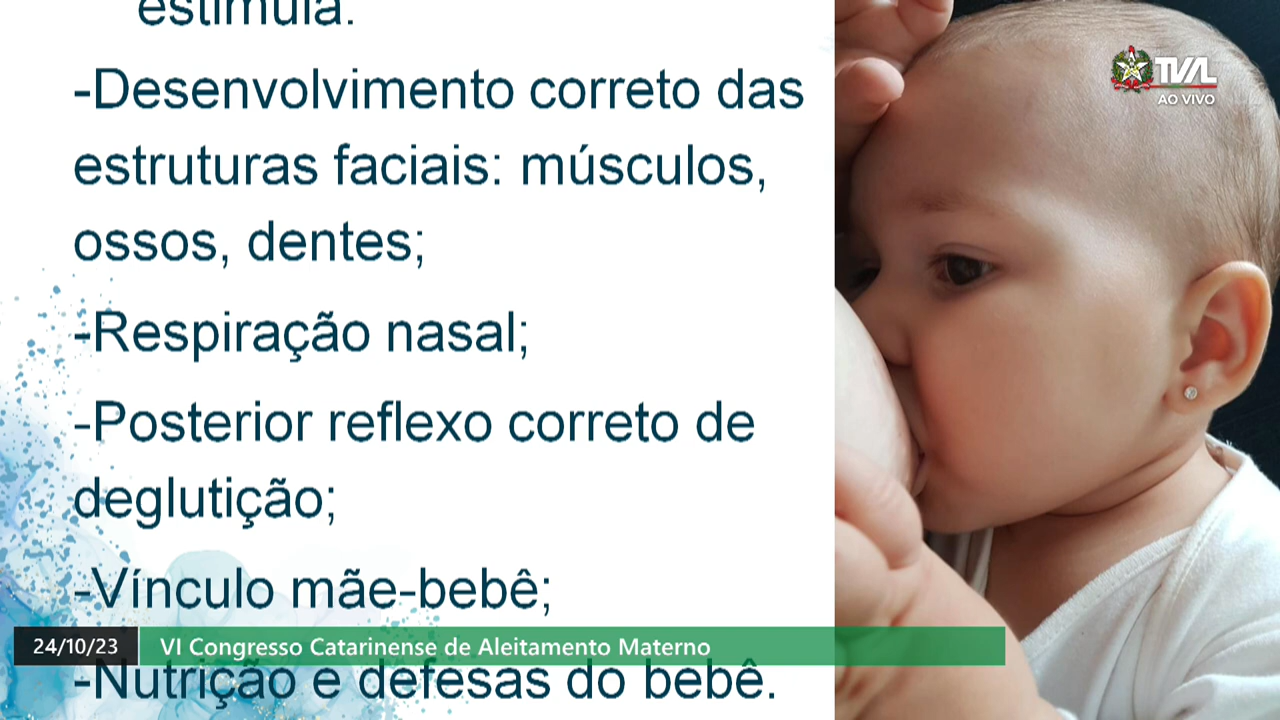 estimula.
-Desenvolvimento correto das
estruturas faciais: músculos,
ossos, dentes;
-Respiração nasal;
-Posterior reflexo correto de
deglutição;
-Vínculo mãe-bebê;
-Nutrição e defesas do bebê.
TVAL
AO VIVO
24/10/23
VI Congresso Catarinense de Aleitamento Materno